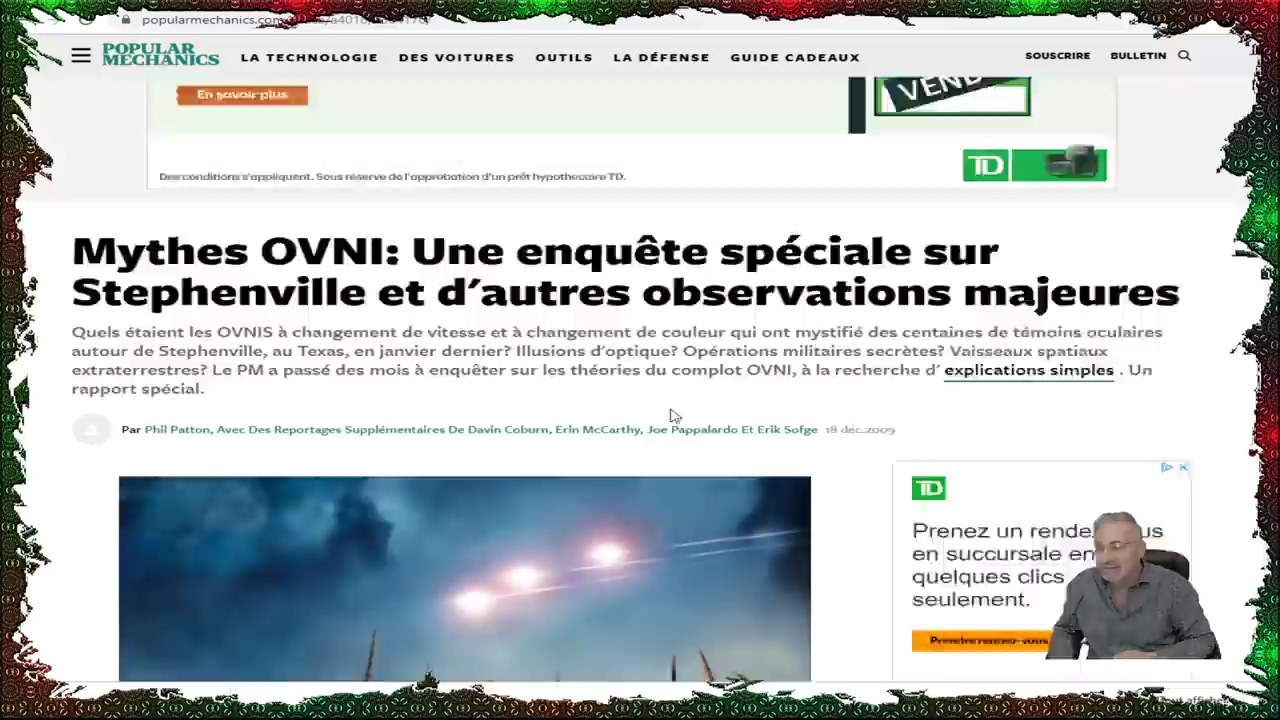 popularmechanics.com
POPULAR
MECHANICS
LA TECHNOLOGIE DES VOITURES OUTILS LA DÉFENSE GUIDE CADEAUX
SOUSCRIRE BULLETIN
En savoir plus
TD
Des conditions s'appliquent. Sous réserve de l'approbation d'un prêt hypothécaire TD.
Mythes OVNI: Une enquête spéciale sur
Stephenville et d'autres observations majeures
Quels étaient les OVNIS à changement de vitesse et à changement de couleur qui ont mystifié des centaines de témoins oculaires
autour de Stephenville, au Texas, en janvier dernier? Illusions d'optique? Opérations militaires secrètes? Vaisseaux spatiaux
extraterrestres? Le PM a passé des mois à enquêter sur les théories du complot OVNI, à la recherche d' explications simples . Un
rapport spécial.
Par Phil Patton, Avec Des Reportages Supplémentaires De Davin Coburn, Erin McCarthy, Joe Pappalardo Et Erik Sofge 18 déc. 2009
TD
Prenez un
en succursale en
quelques clics
seulement.